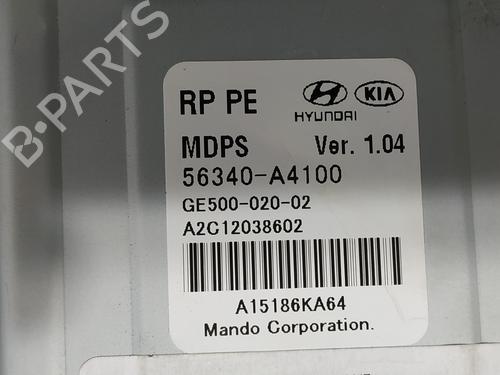 RP PE HYUNDAI KIA
MDPS Ver. 1.04
56340-A4100
GE500-020-02
A2C12038602
A15186KA64
Mando Corporation.
B-PARTS